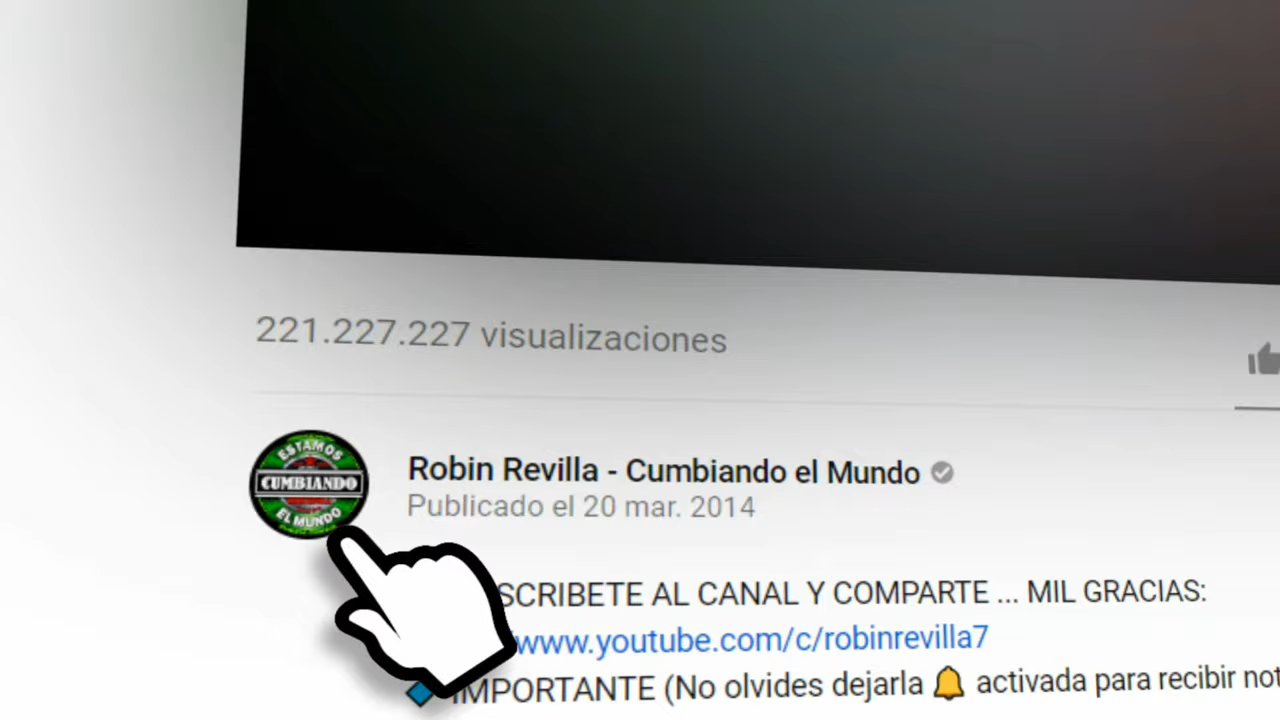 221.227.227 visualizaciones
ESTAMOS
CUMBIANDO
EL MUNDO
Robin Revilla - Cumbiando el Mundo
Publicado el 20 mar. 2014
SCRIBETE AL CANAL Y COMPARTE ... MIL GRACIAS:
www.youtube.com/c/robinrevilla7
IMPORTANTE (No olvides dejarla 🔔 activada para recibir not